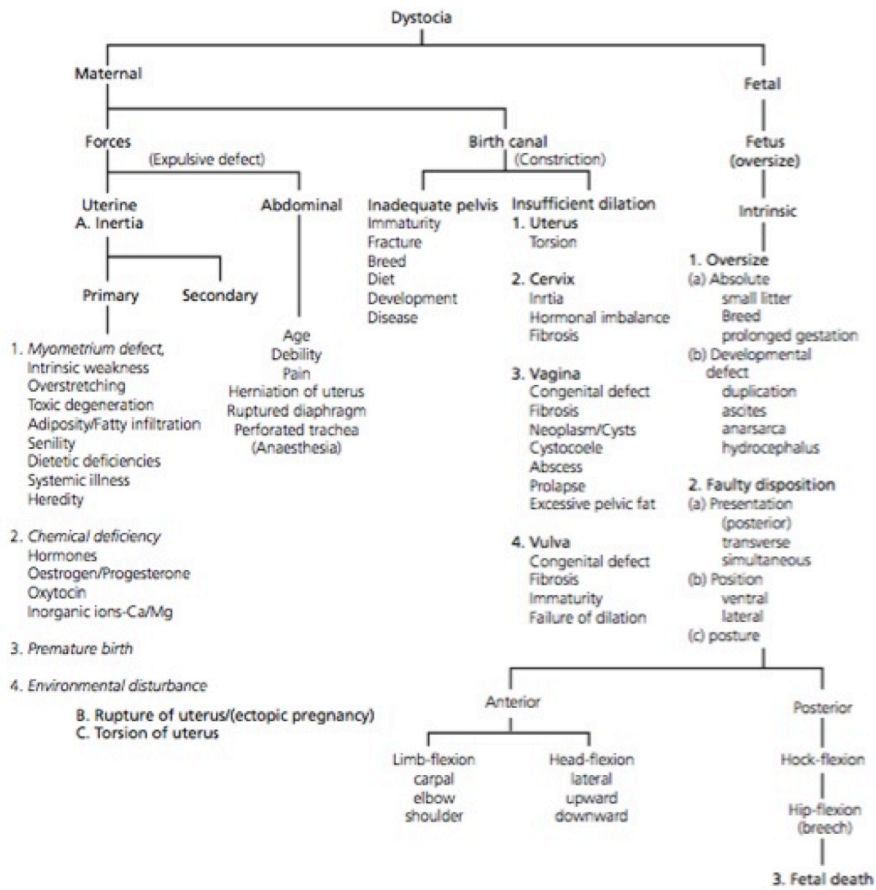 Dystocia
Maternal
Fetal
Forces
(Expulsive defect)
Birth canal
(Constriction)
Fetus
(oversize)
Uterine
A. Inertia
Abdominal
Inadequate pelvis
Immaturity
Fracture
Breed
Diet
Development
Disease
Insufficient dilation
1. Uterus
Torsion
2. Cervix
Inrtia
Hormonal imbalance
Fibrosis
3. Vagina
Congenital defect
Fibrosis
Neoplasm/Cysts
Cystocoele
Abscess
Prolapse
Excessive pelvic fat
4. Vulva
Congenital defect
Fibrosis
Immaturity
Failure of dilation
Intrinsic
1. Oversize
(a) Absolute
small litter
Breed
prolonged gestation
(b) Developmental
defect
duplication
ascites
anarsarca
hydrocephalus
2. Faulty disposition
(a) Presentation
(posterior)
transverse
simultaneous
(b) Position
ventral
lateral
(c) posture
Primary
Secondary
Age
Debility
Pain
Herniation of uterus
Ruptured diaphragm
Perforated trachea
(Anaesthesia)
1. Myometrium defect,
Intrinsic weakness
Overstretching
Toxic degeneration
Adiposity/Fatty infiltration
Senility
Dietetic deficiencies
Systemic illness
Heredity
2. Chemical deficiency
Hormones
Oestrogen/Progesterone
Oxytocin
Inorganic ions-Ca/Mg
3. Premature birth
4. Environmental disturbance
B. Rupture of uterus/(ectopic pregnancy)
C. Torsion of uterus
Anterior
Posterior
Limb-flexion
carpal
elbow
shoulder
Head-flexion
lateral
upward
downward
Hock-flexion
Hip-flexion
(breech)
3. Fetal death